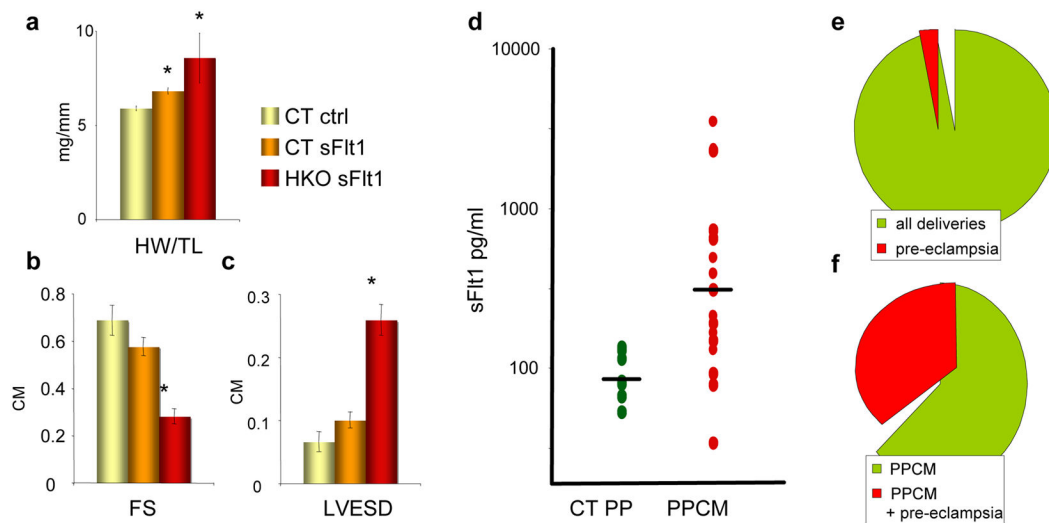 a
*
*
10
5
0
mg/mm
HW/TL
CT ctrl
CT sFlt1
HKO sFlt1
b
0.8
0.6
0.4
0.2
0
CM
*
FS
c
0.3
0.2
0.1
0
CM
*
LVESD
d
10000
1000
100
sFlt1 pg/ml
CT PP
PPCM
e
all deliveries
pre-eclampsia
f
PPCM
PPCM
+ pre-eclampsia